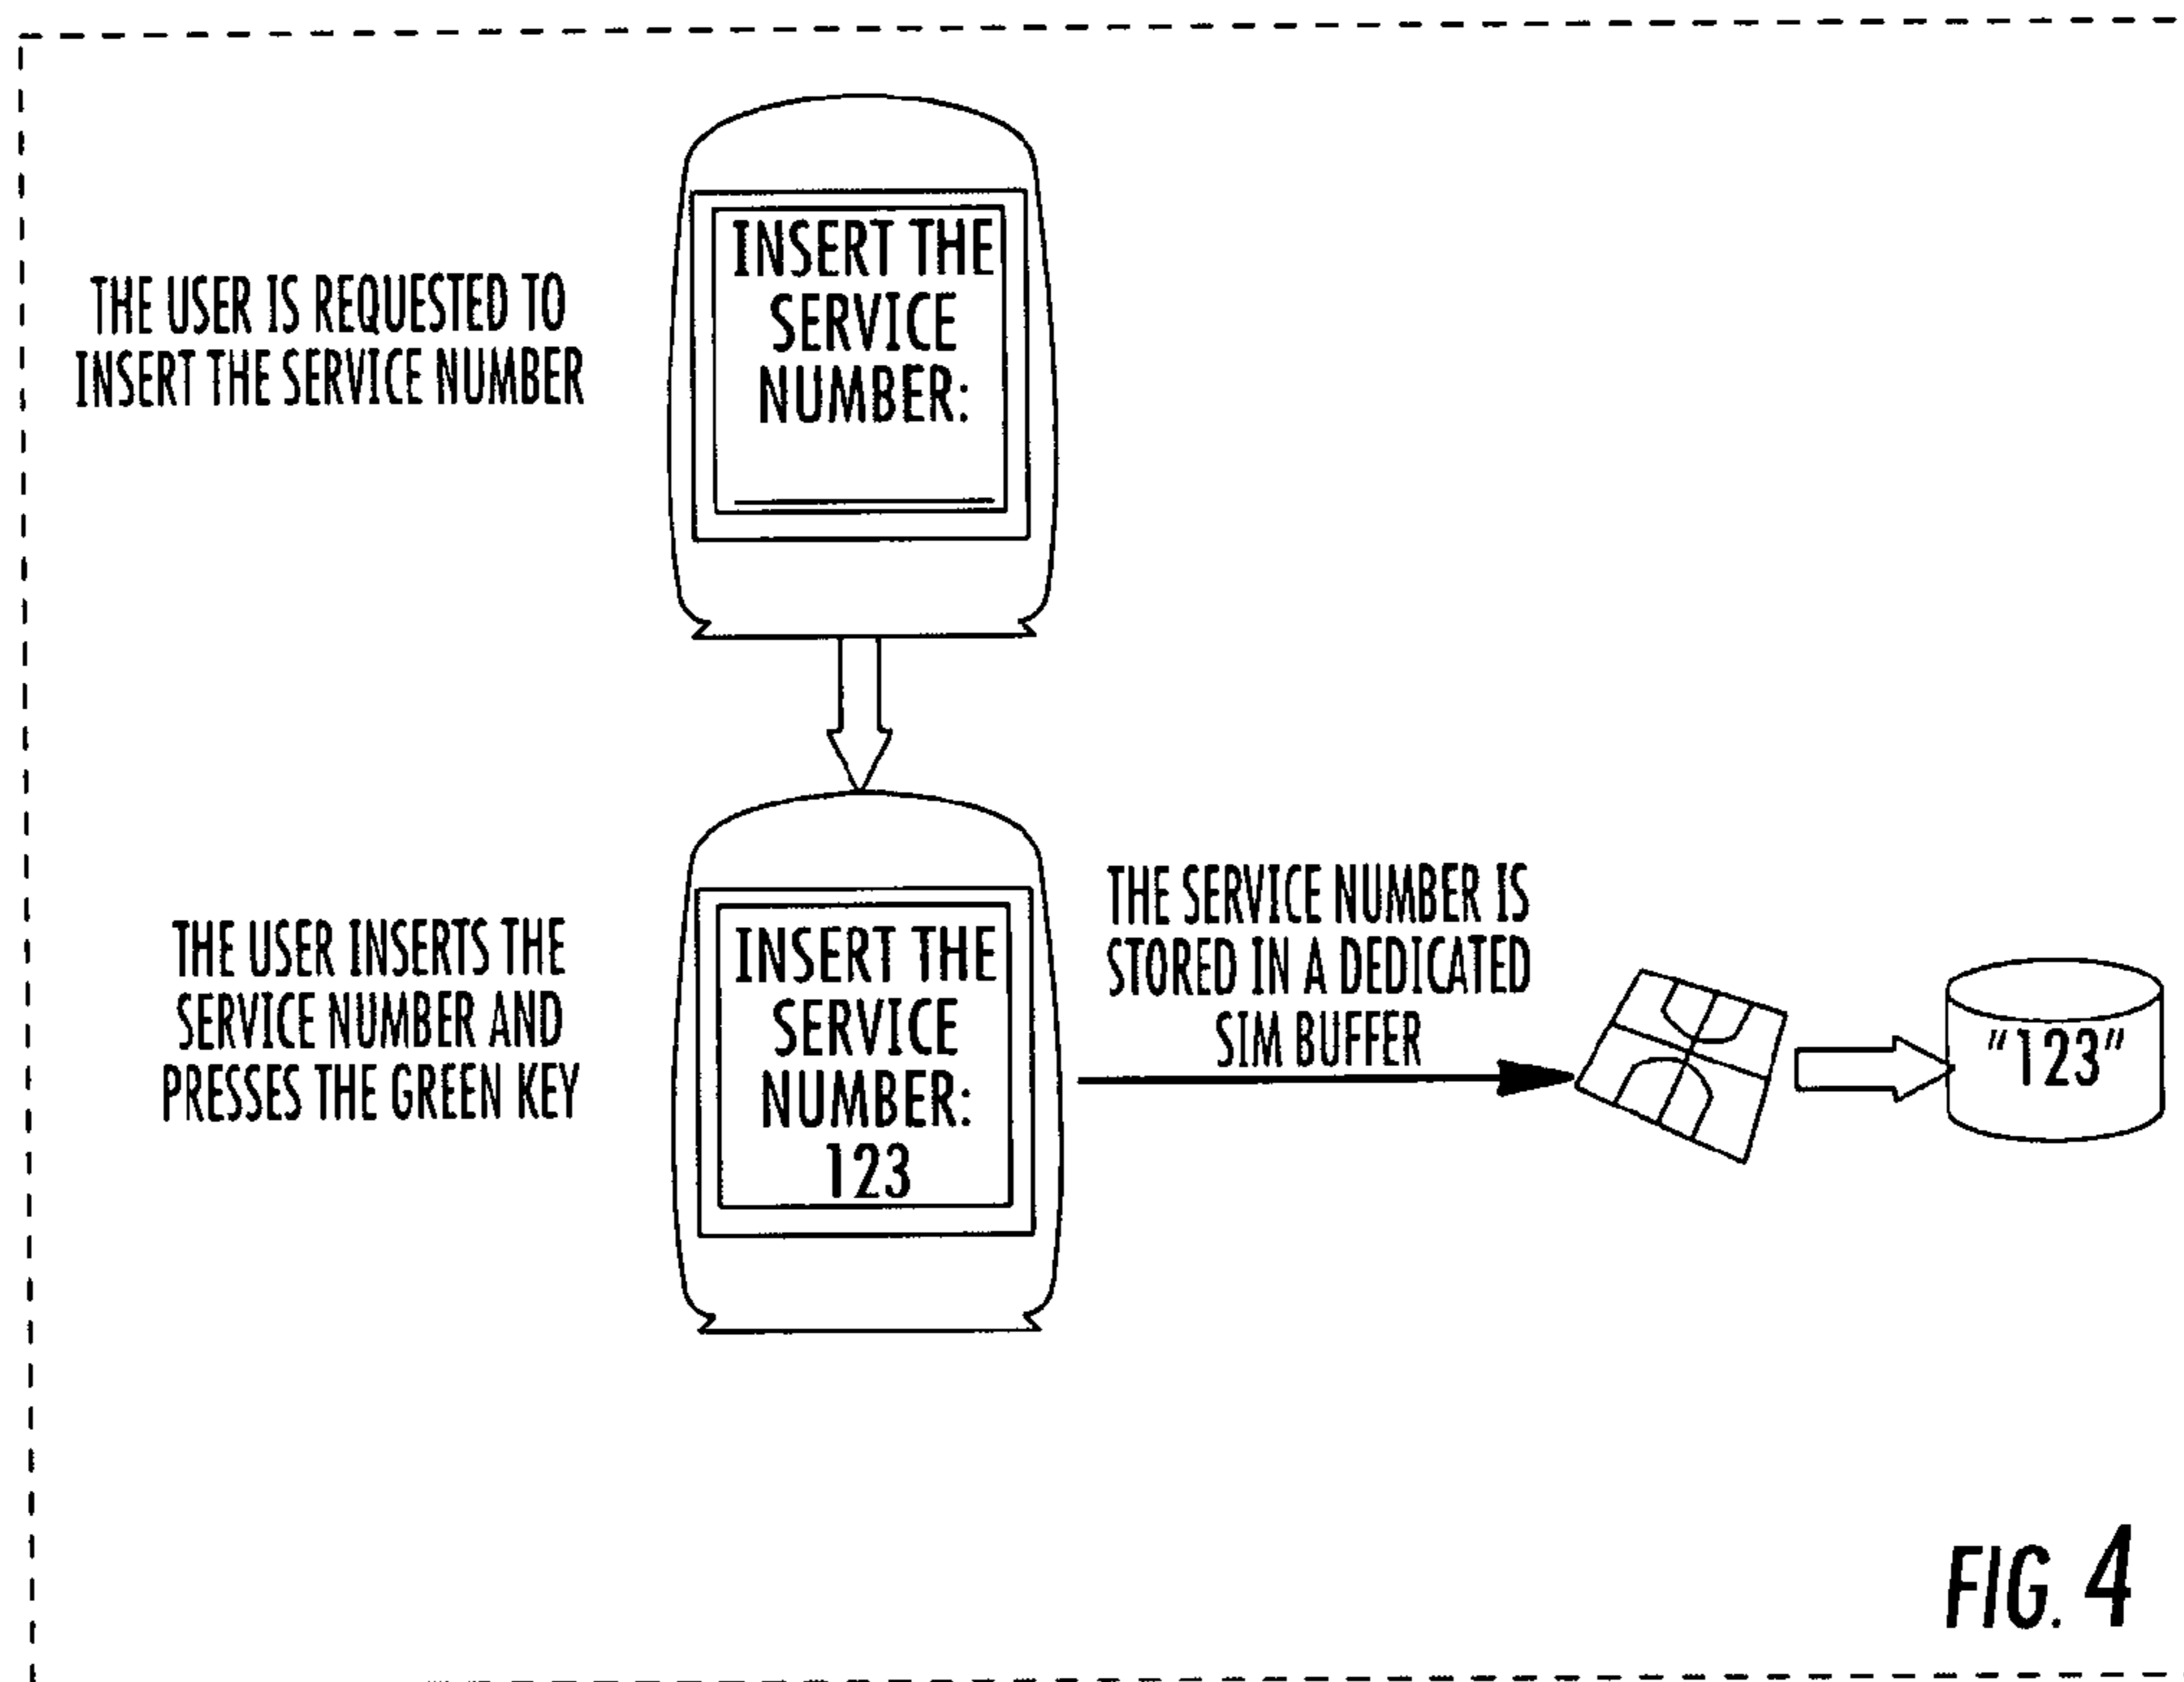 THE USER IS REQUESTED TO
INSERT THE SERVICE NUMBER
INSERT THE
SERVICE
NUMBER:
THE USER INSERTS THE
SERVICE NUMBER AND
PRESSES THE GREEN KEY
INSERT THE
SERVICE
NUMBER:
123
THE SERVICE NUMBER IS
STORED IN A DEDICATED
SIM BUFFER
"123"
FIG. 4